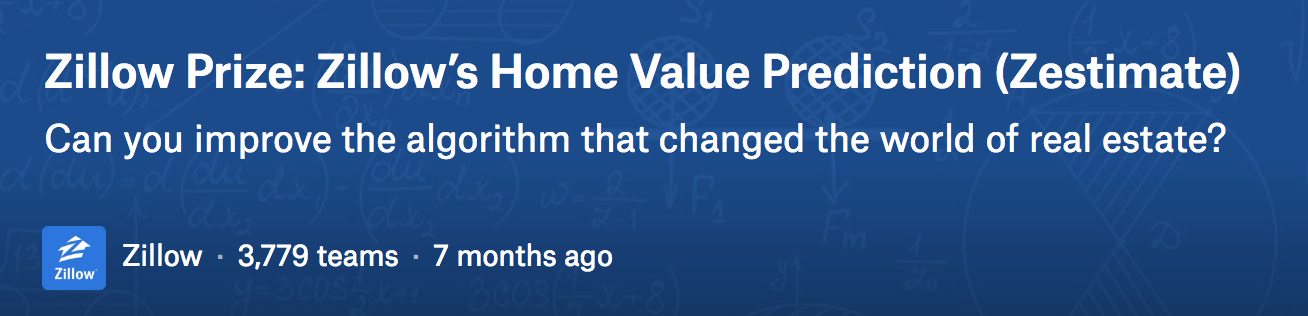 Zillow Prize: Zillow's Home Value Prediction (Zestimate)
Can you improve the algorithm that changed the world of real estate?
Zillow
Zillow · 3,779 teams · 7 months ago